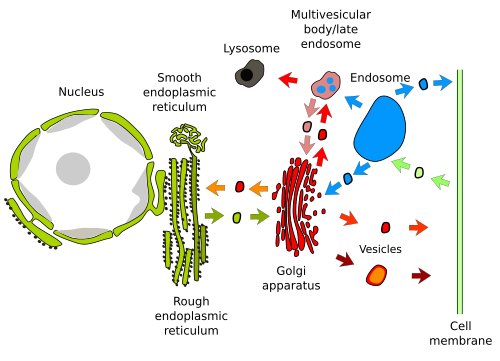 Multivesicular
body/late
endosome
Lysosome
Smooth
endoplasmic
reticulum
Endosome
Nucleus
Vesicles
Golgi
apparatus
Rough
endoplasmic
reticulum
Cell
membrane